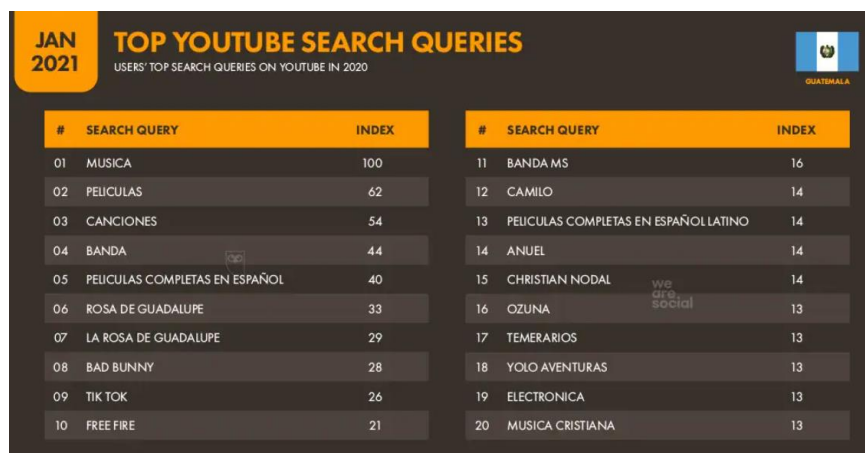 JAN
2021
TOP YOUTUBE SEARCH QUERIES
USERS' TOP SEARCH QUERIES ON YOUTUBE IN 2020
GUATEMALA
# SEARCH QUERY INDEX
01 MUSICA 100
02 PELICULAS 62
03 CANCIONES 54
04 BANDA 44
05 PELICULAS COMPLETAS EN ESPAÑOL 40
06 ROSA DE GUADALUPE 33
07 LA ROSA DE GUADALUPE 29
08 BAD BUNNY 28
09 TIK TOK 26
10 FREE FIRE 21
# SEARCH QUERY INDEX
11 BANDA MS 16
12 CAMILO 14
13 PELICULAS COMPLETAS EN ESPAÑOL LATINO 14
14 ANUEL 14
15 CHRISTIAN NODAL 14
16 OZUNA 13
17 TEMERARIOS 13
18 YOLO AVENTURAS 13
19 ELECTRONICA 13
20 MUSICA CRISTIANA 13
we
are
social